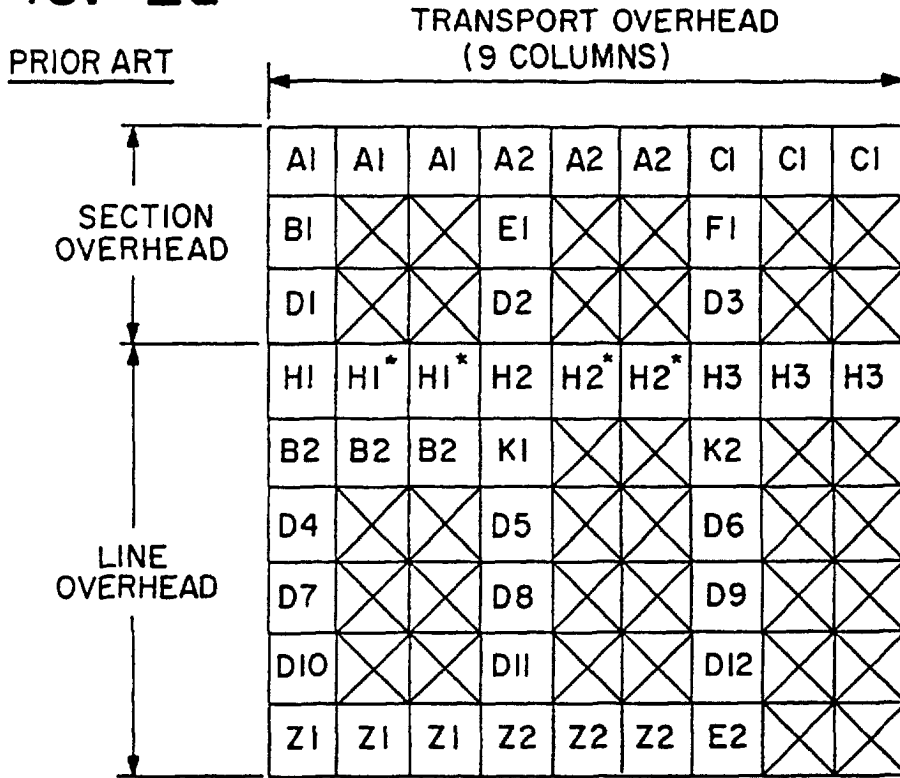 PRIOR ART
TRANSPORT OVERHEAD
(9 COLUMNS)
SECTION
OVERHEAD
A1 A1 A1 A2 A2 A2 C1 C1 C1
B1 E1 F1
D1 D2 D3
LINE
OVERHEAD
H1 H1* H1* H2 H2* H2* H3 H3 H3
B2 B2 B2 K1 K2
D4 D5 D6
D7 D8 D9
D10 D11 D12
Z1 Z1 Z1 Z2 Z2 Z2 E2